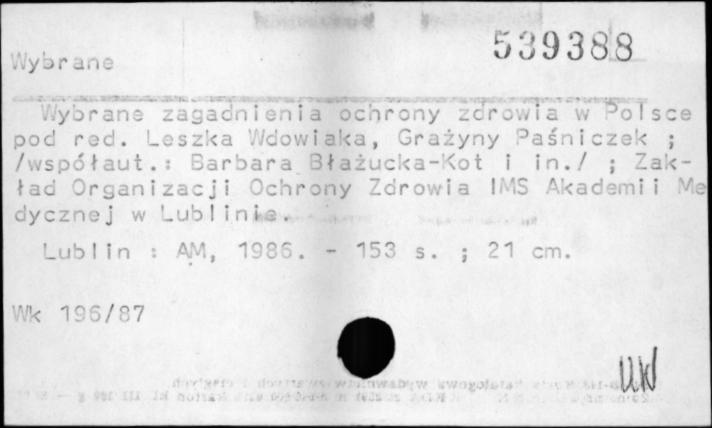 539388
Wybrane
Wybrane zagadnienia ochrony zdrowia w Polsce
pod red. Leszka Wdowiaka, Grażyny Paśniczek ;
/współaut.: Barbara Błażucka-Kot i in./ ; Zak-
ład Organizacji Ochrony Zdrowia IMS Akademii Me
dycznej w Lublinie.
Lublin : AM, 1986. - 153 s. ; 21 cm.
Wk 196/87